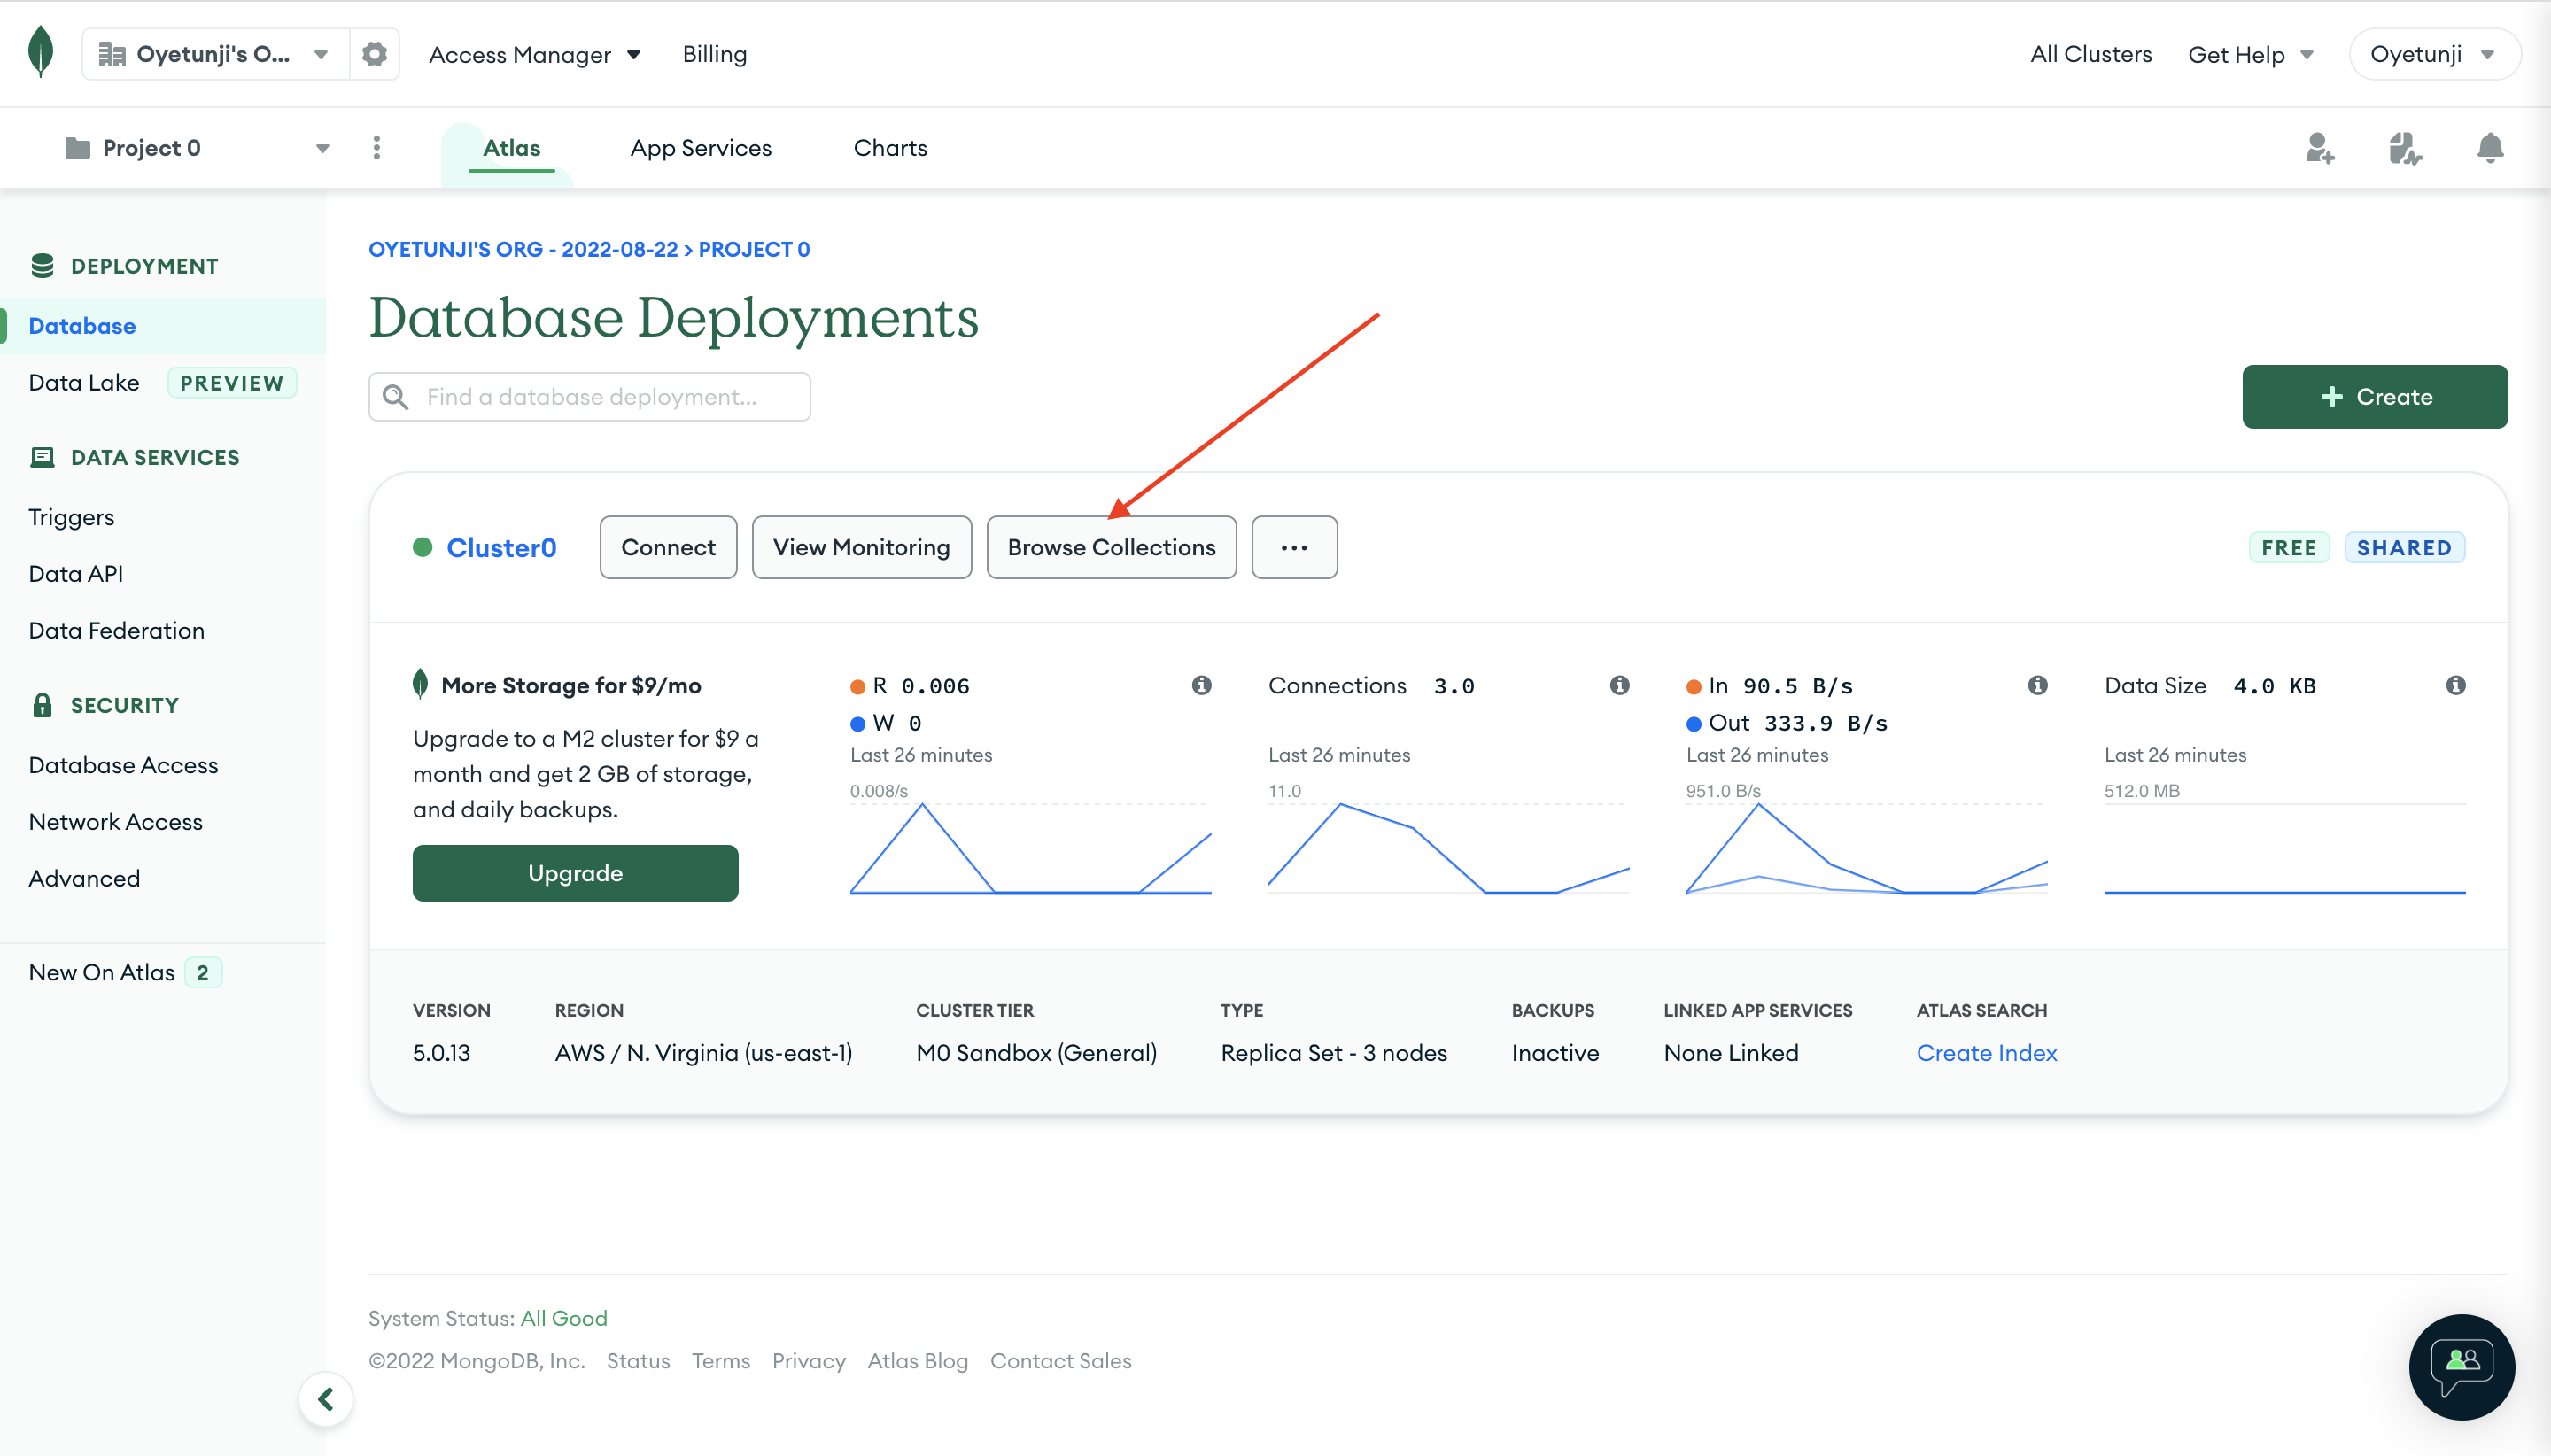 Oyetunji's O...
Access Manager
Billing
All Clusters
Get Help
Oyetunji
Project 0
Atlas
App Services
Charts
DEPLOYMENT
Database
Data Lake PREVIEW
DATA SERVICES
Triggers
Data API
Data Federation
SECURITY
Database Access
Network Access
Advanced
New On Atlas 2
OYETUNJI'S ORG - 2022-08-22 > PROJECT 0
Database Deployments
Find a database deployment...
+ Create
Cluster0
Connect
View Monitoring
Browse Collections
...
FREE
SHARED
More Storage for $9/mo
Upgrade to a M2 cluster for $9 a
month and get 2 GB of storage,
and daily backups.
Upgrade
R 0.006
W 0
Last 26 minutes
0.008/s
Connections 3.0
Last 26 minutes
11.0
In 90.5 B/s
Out 333.9 B/s
Last 26 minutes
951.0 B/s
Data Size 4.0 KB
Last 26 minutes
512.0 MB
VERSION
5.0.13
REGION
AWS / N. Virginia (us-east-1)
CLUSTER TIER
M0 Sandbox (General)
TYPE
Replica Set - 3 nodes
BACKUPS
Inactive
LINKED APP SERVICES
None Linked
ATLAS SEARCH
Create Index
System Status: All Good
©2022 MongoDB, Inc. Status Terms Privacy Atlas Blog Contact Sales